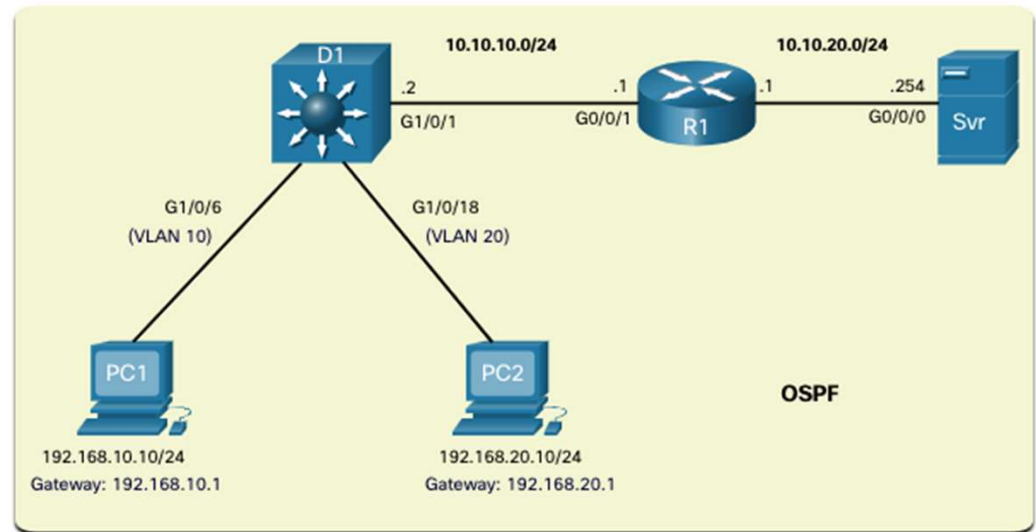 10.10.10.0/24
10.10.20.0/24
D1
.2
.1
.1
.254
G1/0/1
G0/0/1
R1
G0/0/0
Svr
G1/0/6
(VLAN 10)
G1/0/18
(VLAN 20)
PC1
PC2
OSPF
192.168.10.10/24
Gateway: 192.168.10.1
192.168.20.10/24
Gateway: 192.168.20.1